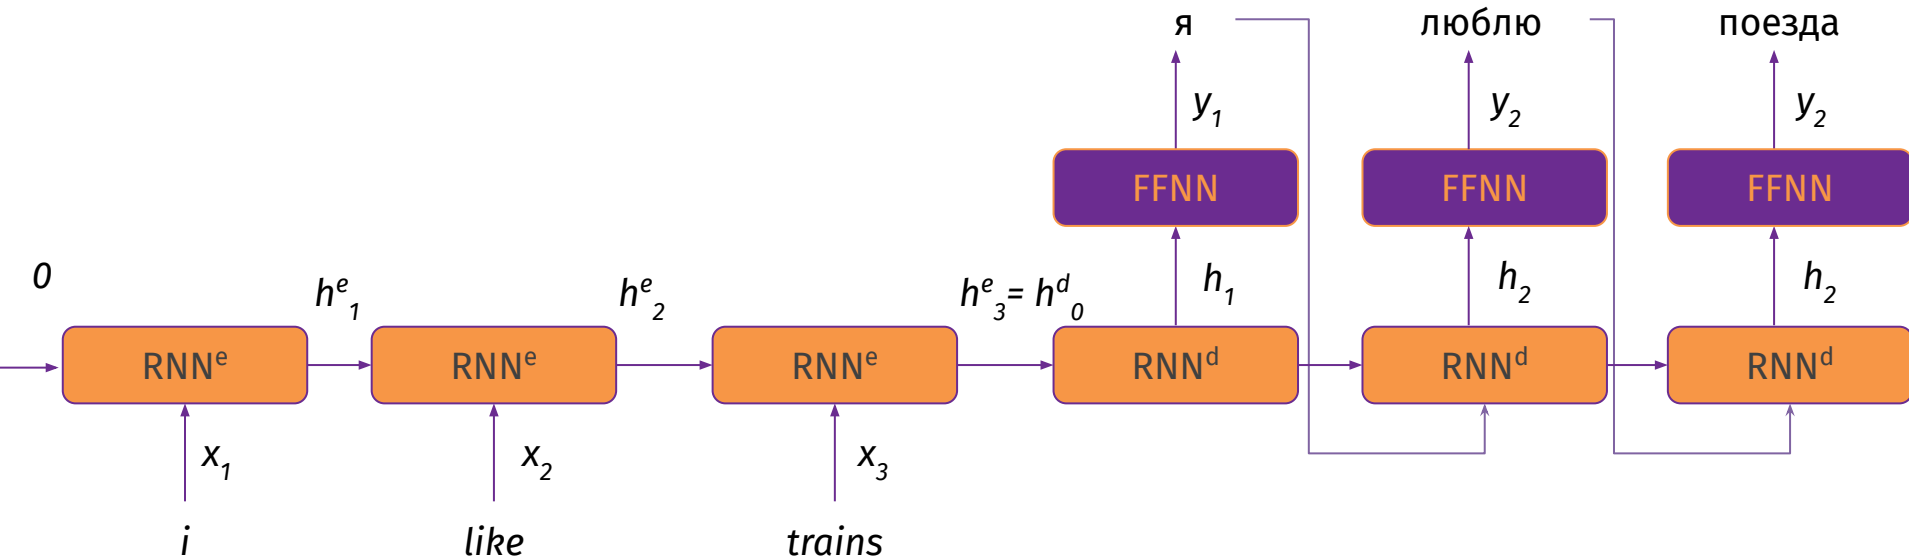 я люблю поезда
y1 y2 y2
FFNN FFNN FFNN
0 he1 he2 he3= hd0 h1 h2 h2
RNNe RNNe RNNe RNNd RNNd RNNd
x1 x2 x3
i like trains